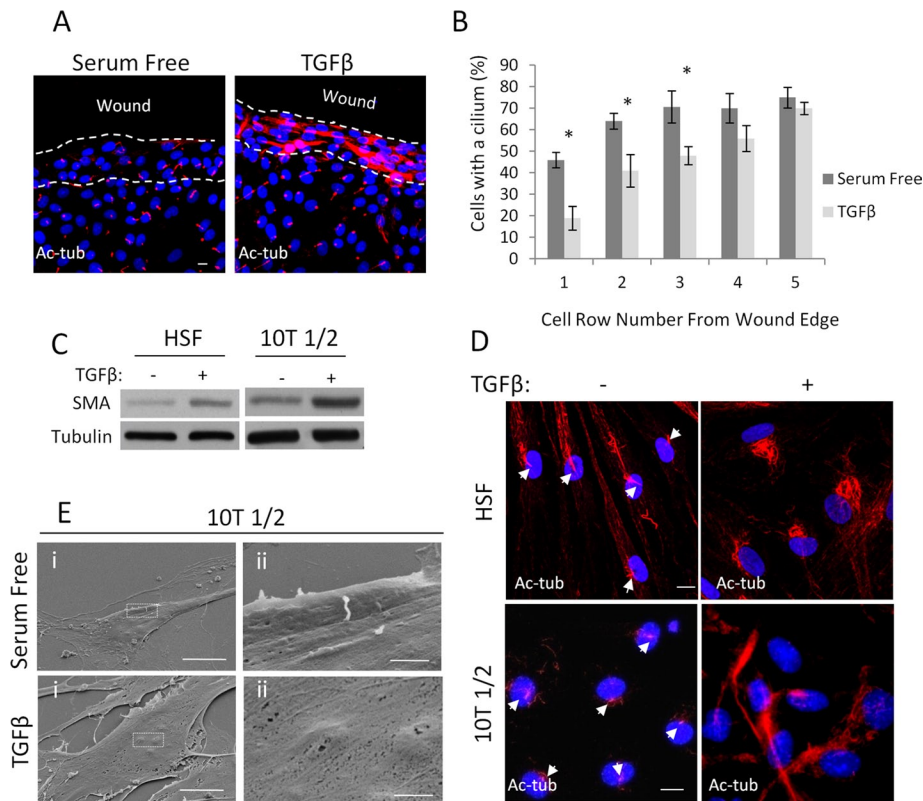 A
Serum Free
TGFβ
Wound
Wound
Ac-tub
Ac-tub
B
Cells with a cilium (%)
90
80
70
60
50
40
30
20
10
0
*
*
*
1 2 3 4 5
Cell Row Number From Wound Edge
Serum Free
TGFβ
C
HSF
10T 1/2
TGFβ: - + - +
SMA
Tubulin
D
TGFβ: - +
HSF
Ac-tub
Ac-tub
10T 1/2
Ac-tub
Ac-tub
E
10T 1/2
Serum Free
i
ii
TGFβ
i
ii